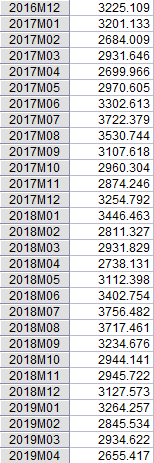 2016M12 3225.109
2017M01 3201.133
2017M02 2684.009
2017M03 2931.646
2017M04 2699.966
2017M05 2970.605
2017M06 3302.613
2017M07 3722.379
2017M08 3530.744
2017M09 3107.618
2017M10 2960.304
2017M11 2874.246
2017M12 3254.792
2018M01 3446.463
2018M02 2811.327
2018M03 2931.829
2018M04 2738.131
2018M05 3112.398
2018M06 3402.754
2018M07 3756.482
2018M08 3717.461
2018M09 3234.676
2018M10 2944.141
2018M11 2945.722
2018M12 3127.573
2019M01 3264.257
2019M02 2845.534
2019M03 2934.622
2019M04 2655.417